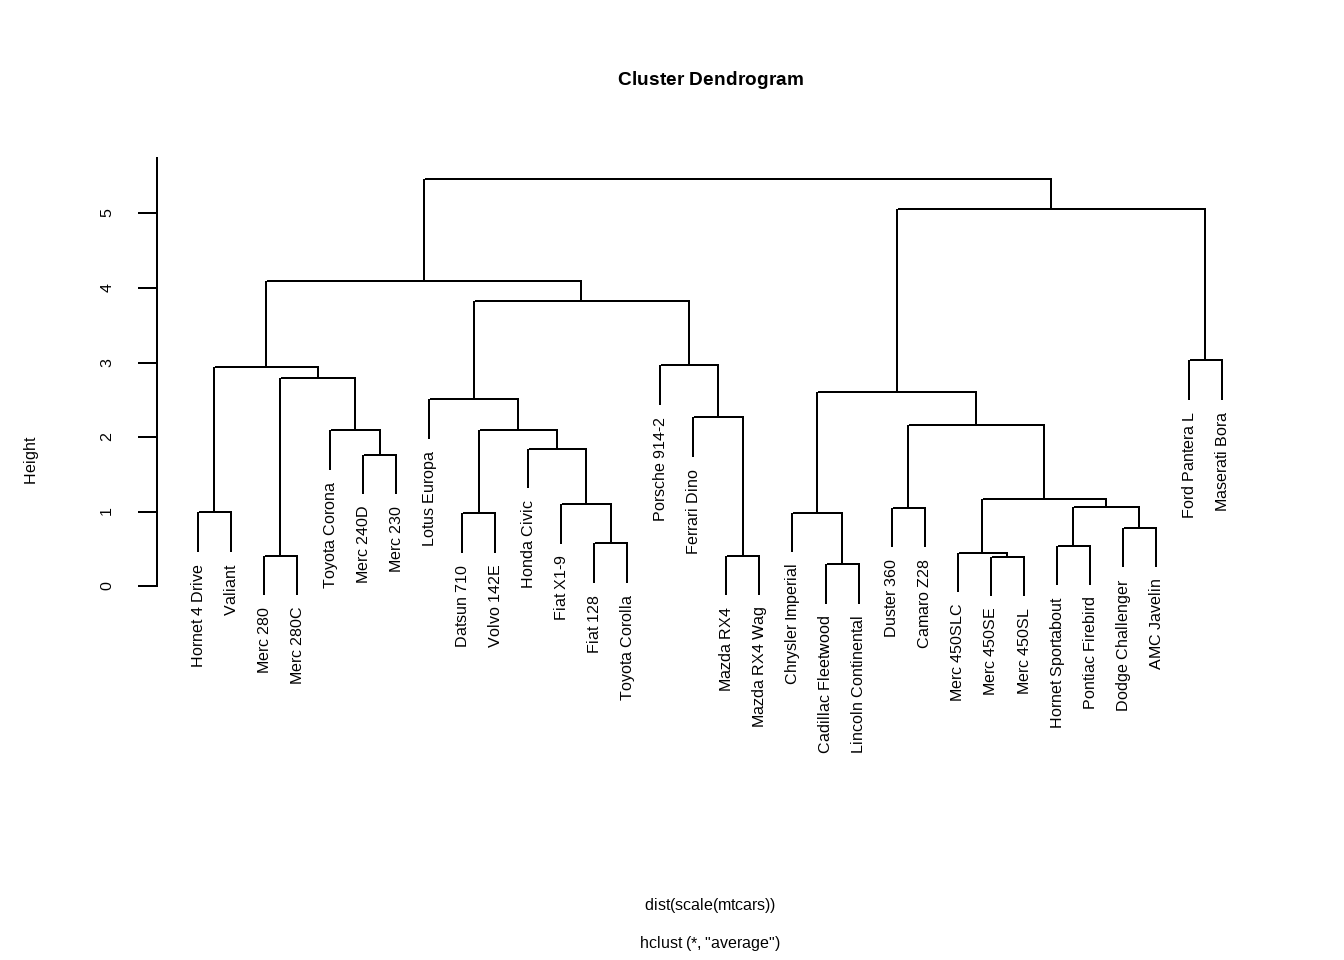 Cluster Dendrogram
Height
5
4
3
2
1
0
Hornet 4 Drive
Valiant
Merc 280
Merc 280C
Toyota Corona
Merc 240D
Merc 230
Lotus Europa
Datsun 710
Volvo 142E
Honda Civic
Fiat X1-9
Fiat 128
Toyota Corolla
Porsche 914-2
Ferrari Dino
Mazda RX4
Mazda RX4 Wag
Chrysler Imperial
Cadillac Fleetwood
Lincoln Continental
Duster 360
Camaro Z28
Merc 450SLC
Merc 450SE
Merc 450SL
Hornet Sportabout
Pontiac Firebird
Dodge Challenger
AMC Javelin
Ford Pantera L
Maserati Bora
dist(scale(mtcars))
hclust (*, "average")